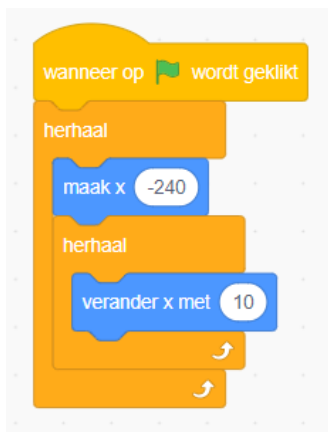 wanneer op wordt geklikt
herhaal
maak x -240
herhaal
verander x met 10